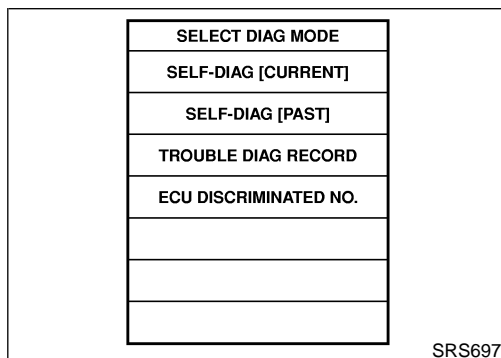 SELECT DIAG MODE
SELF-DIAG [CURRENT]
SELF-DIAG [PAST]
TROUBLE DIAG RECORD
ECU DISCRIMINATED NO.
SRS697